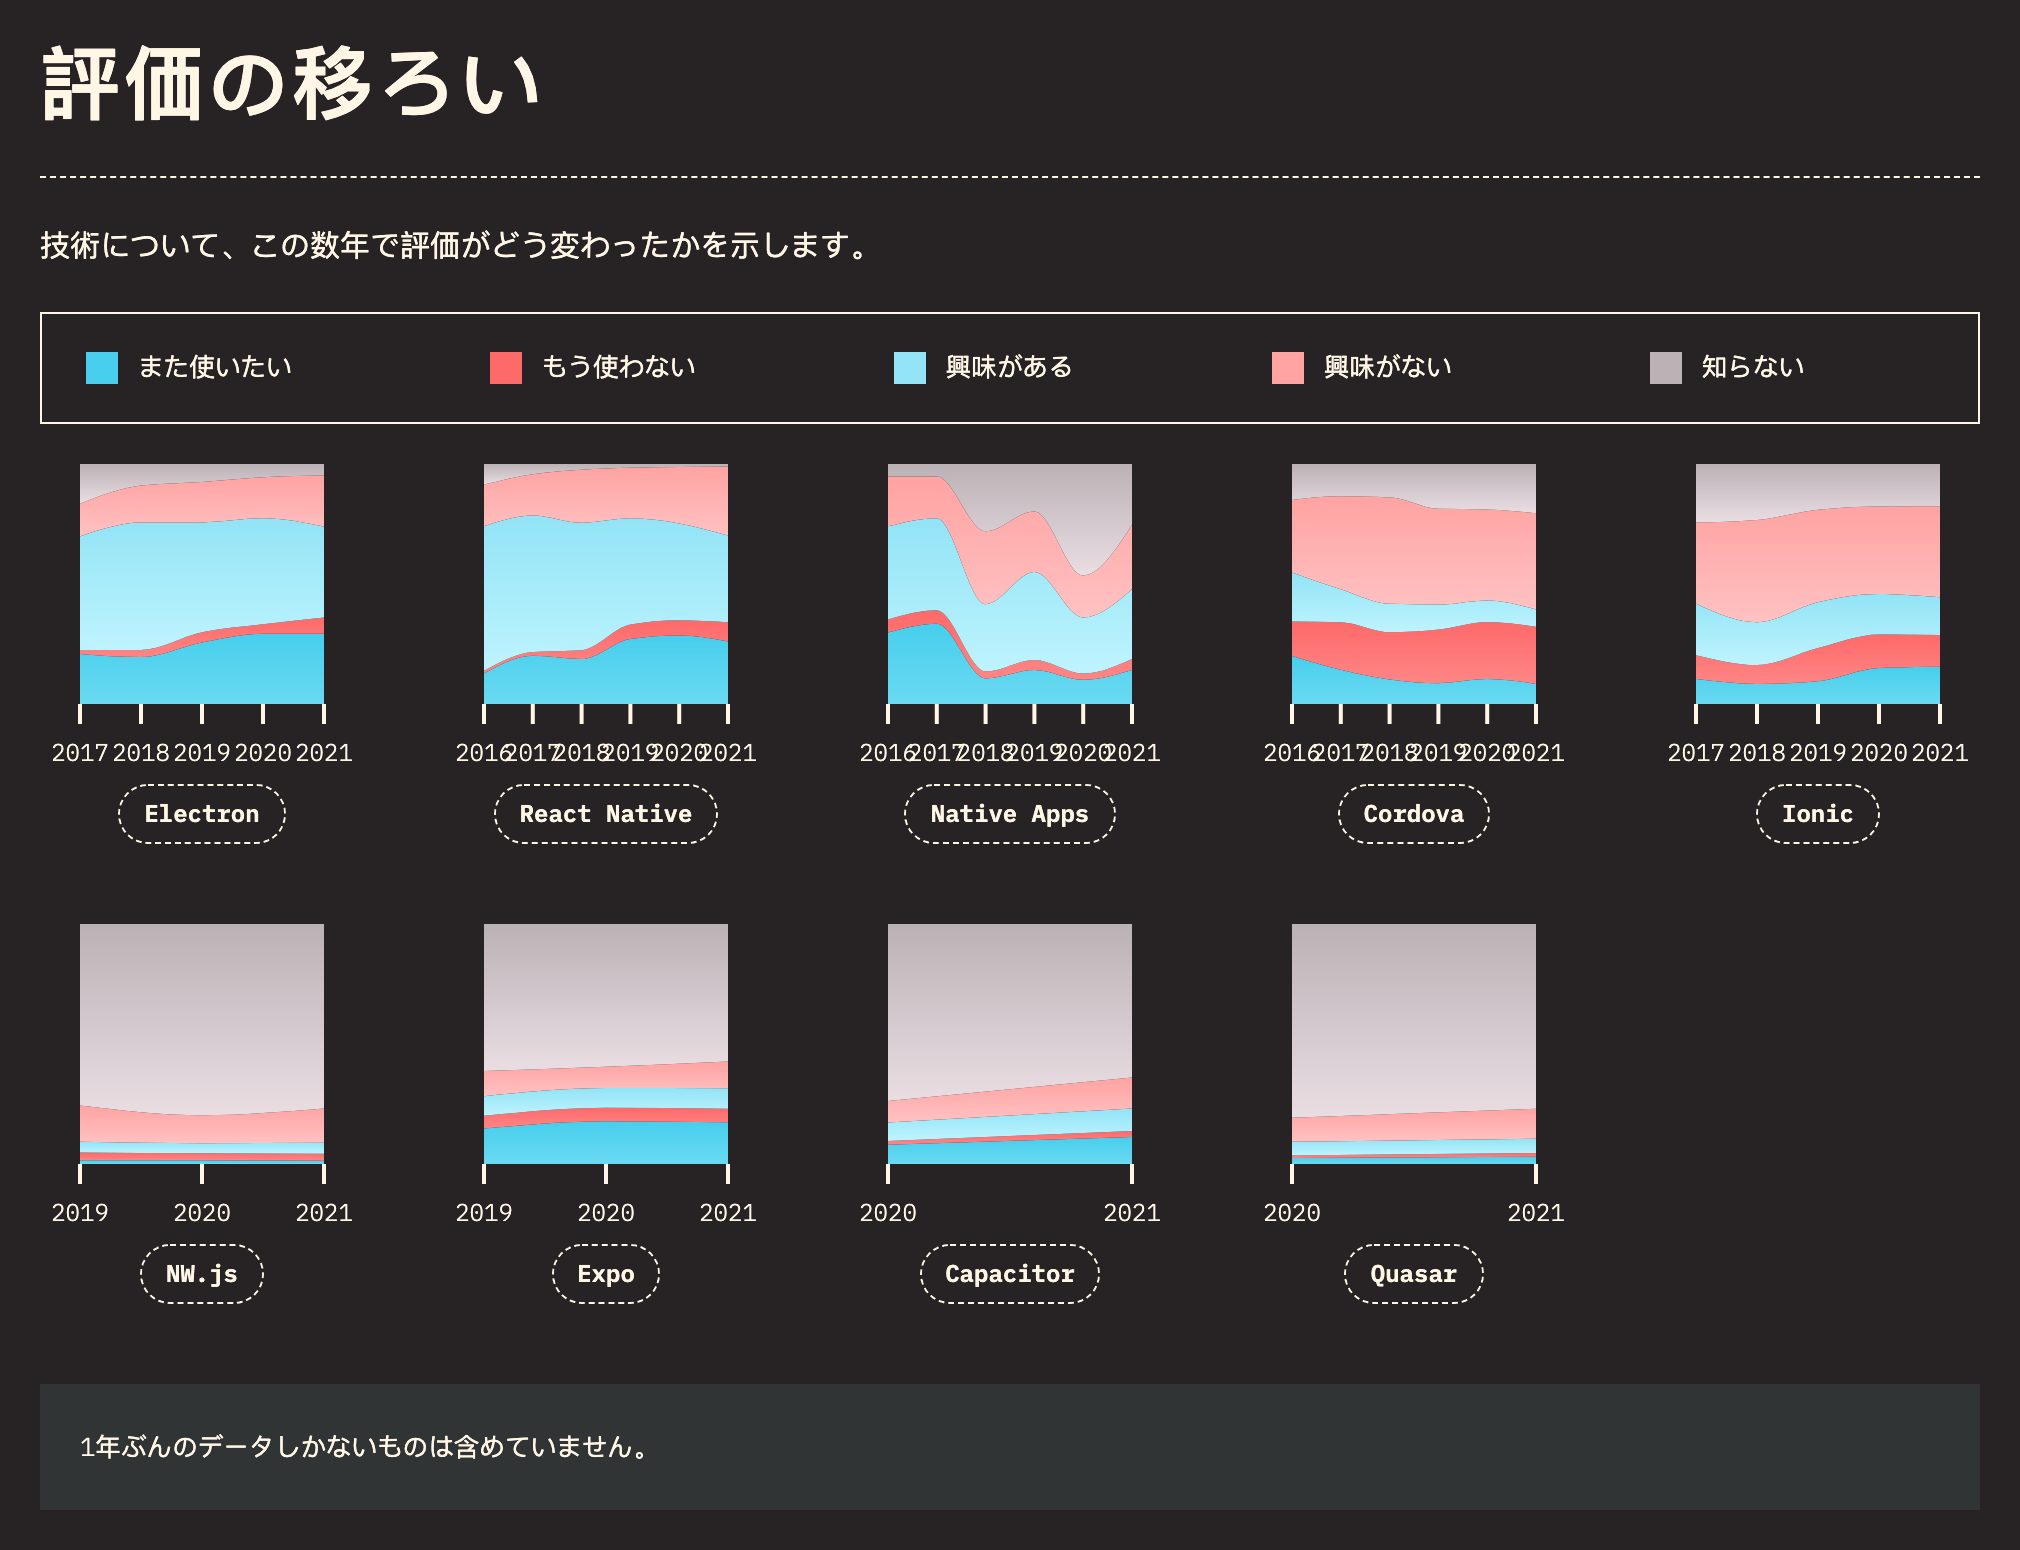 評価の移ろい
技術について、この数年で評価がどう変わったかを示します。
また使いたい もう使わない 興味がある 興味がない 知らない
2017 2018 2019 2020 2021
Electron
2016 2017 2018 2019 2020 2021
React Native
2016 2017 2018 2019 2020 2021
Native Apps
2016 2017 2018 2019 2020 2021
Cordova
2017 2018 2019 2020 2021
Ionic
2019 2020 2021
NW.js
2019 2020 2021
Expo
2020 2021
Capacitor
2020 2021
Quasar
1年ぶんのデータしかないものは含めていません。